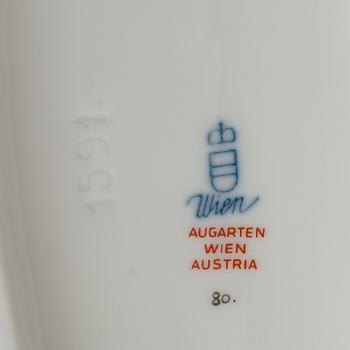 1591.
Wien
AUGARTEN
WIEN
AUSTRIA
80.